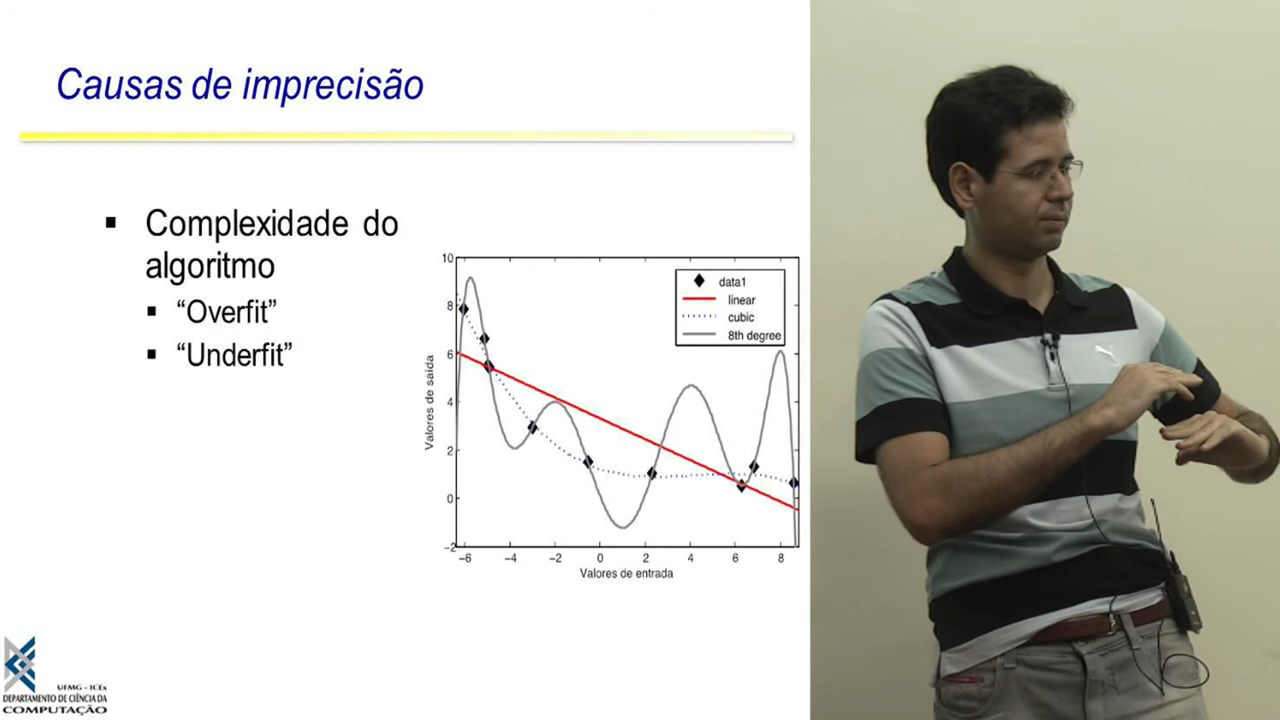 Causas de imprecisão
▪ Complexidade do
algoritmo
▪ “Overfit”
▪ “Underfit”
10
8
6
4
2
0
−2
Valores de saída
data1
linear
cubic
8th degree
−6 −4 −2 0 2 4 6 8
Valores de entrada
UFMG - ICEx
DEPARTAMENTO DE CIÊNCIA DA
COMPUTAÇÃO